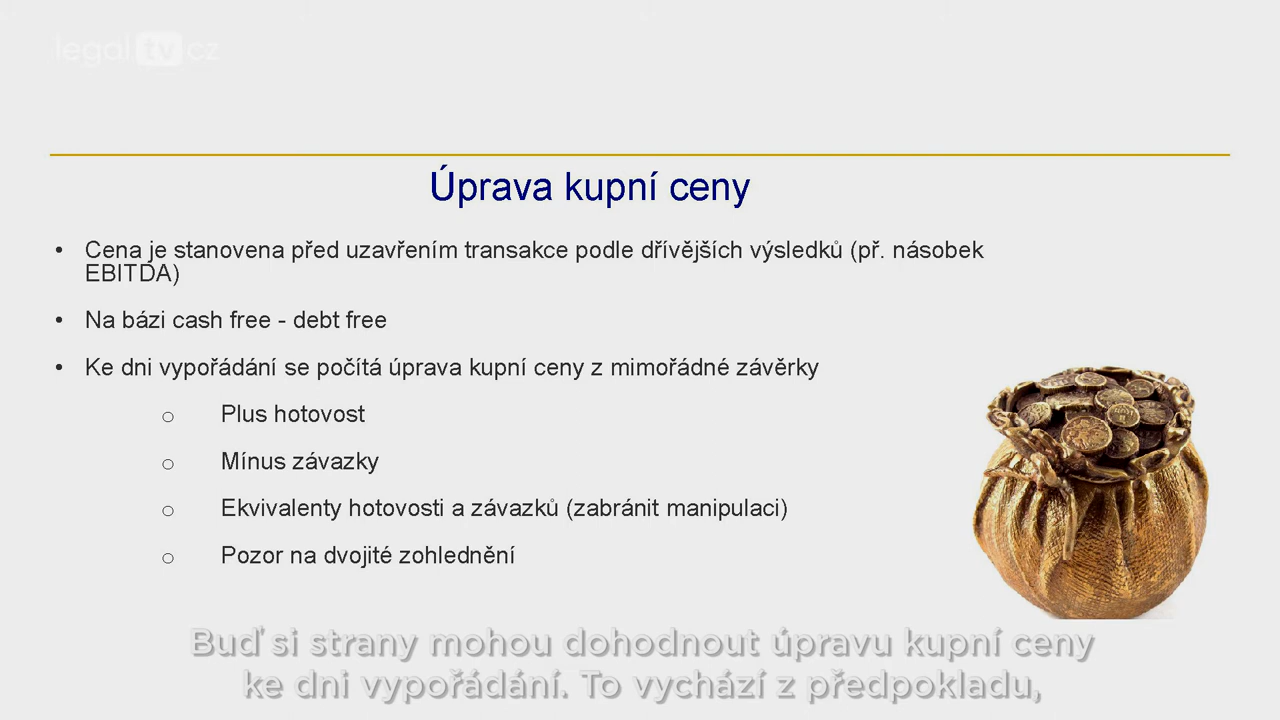 legal tv cz
Úprava kupní ceny
• Cena je stanovena před uzavřením transakce podle dřívějších výsledků (př. násobek
EBITDA)
• Na bázi cash free - debt free
• Ke dni vypořádání se počítá úprava kupní ceny z mimořádné závěrky
o Plus hotovost
o Mínus závazky
o Ekvivalenty hotovosti a závazků (zabránit manipulaci)
o Pozor na dvojité zohlednění
Buď si strany mohou dohodnout úpravu kupní ceny
ke dni vypořádání. To vychází z předpokladu,